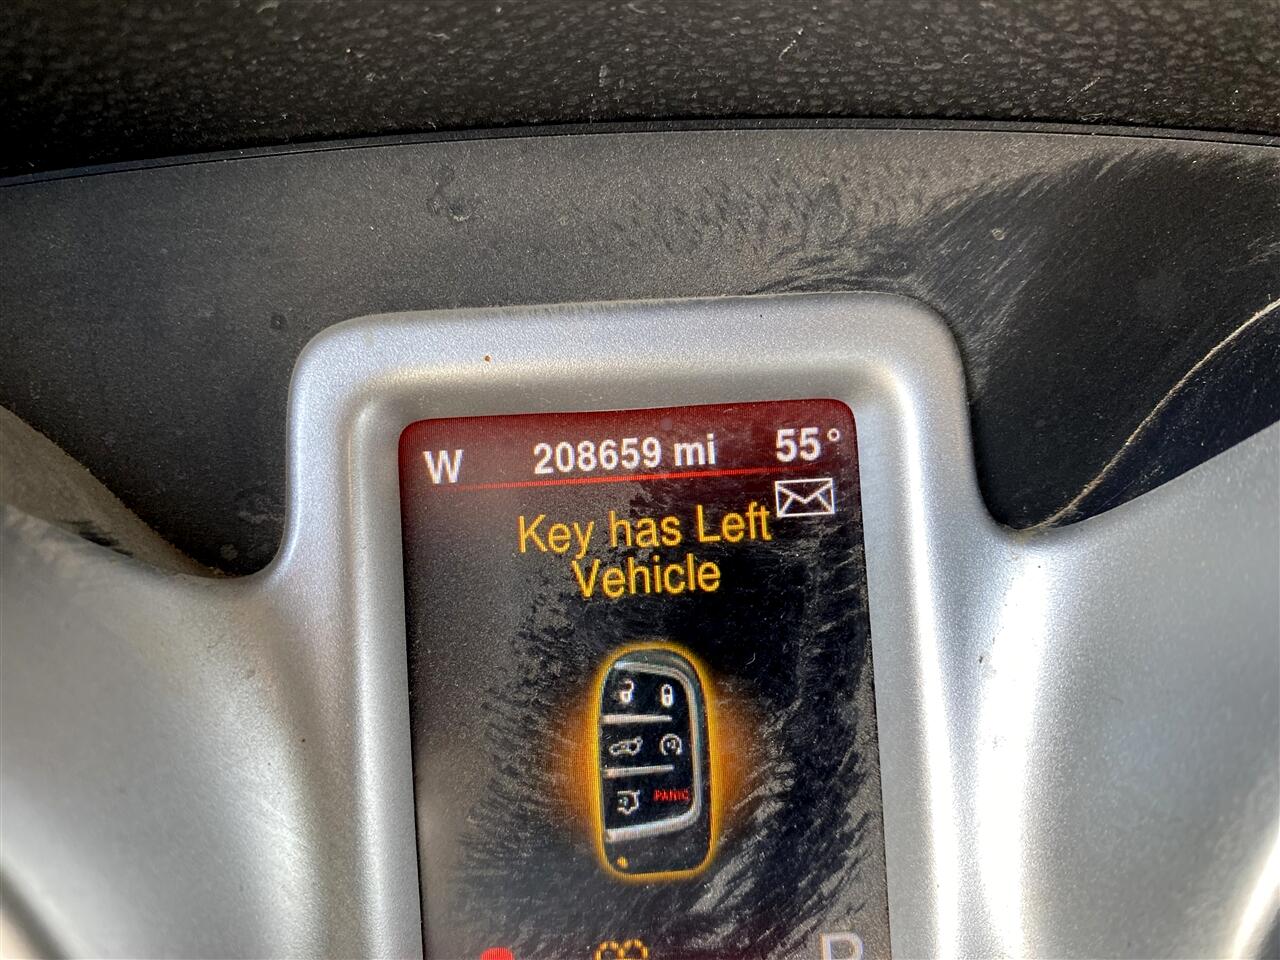 W 208659 mi 55°
Key has Left
Vehicle
PANIC
P